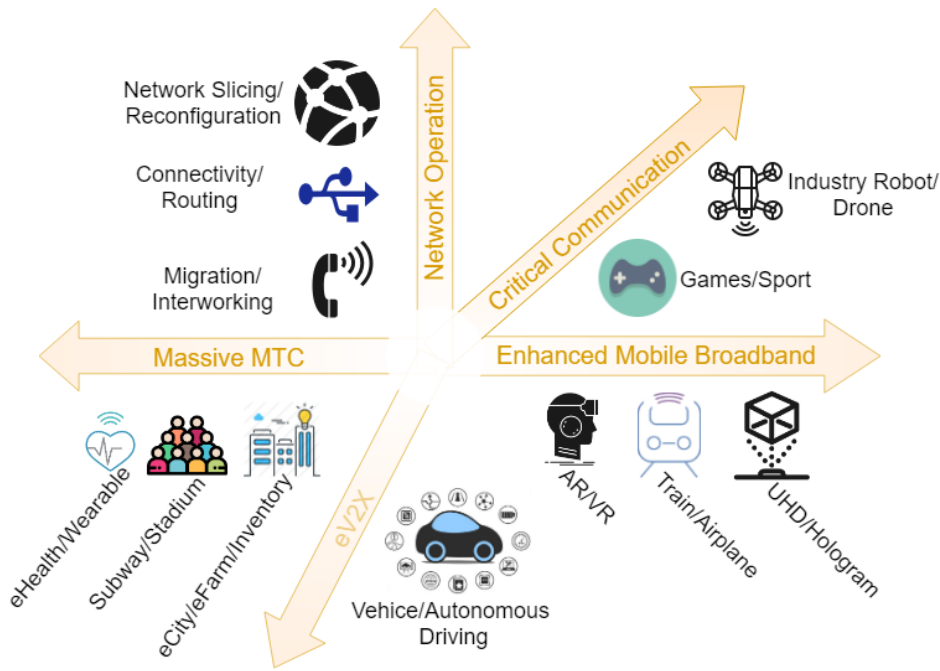 Network Slicing/
Reconfiguration
Connectivity/
Routing
Migration/
Interworking
Network Operation
Critical Communication
Industry Robot/
Drone
Games/Sport
Massive MTC
Enhanced Mobile Broadband
eHealth/Wearable
Subway/Stadium
eCity/eFarm/Inventory
eV2X
Vehice/Autonomous
Driving
AR/VR
Train/Airplane
UHD/Hologram